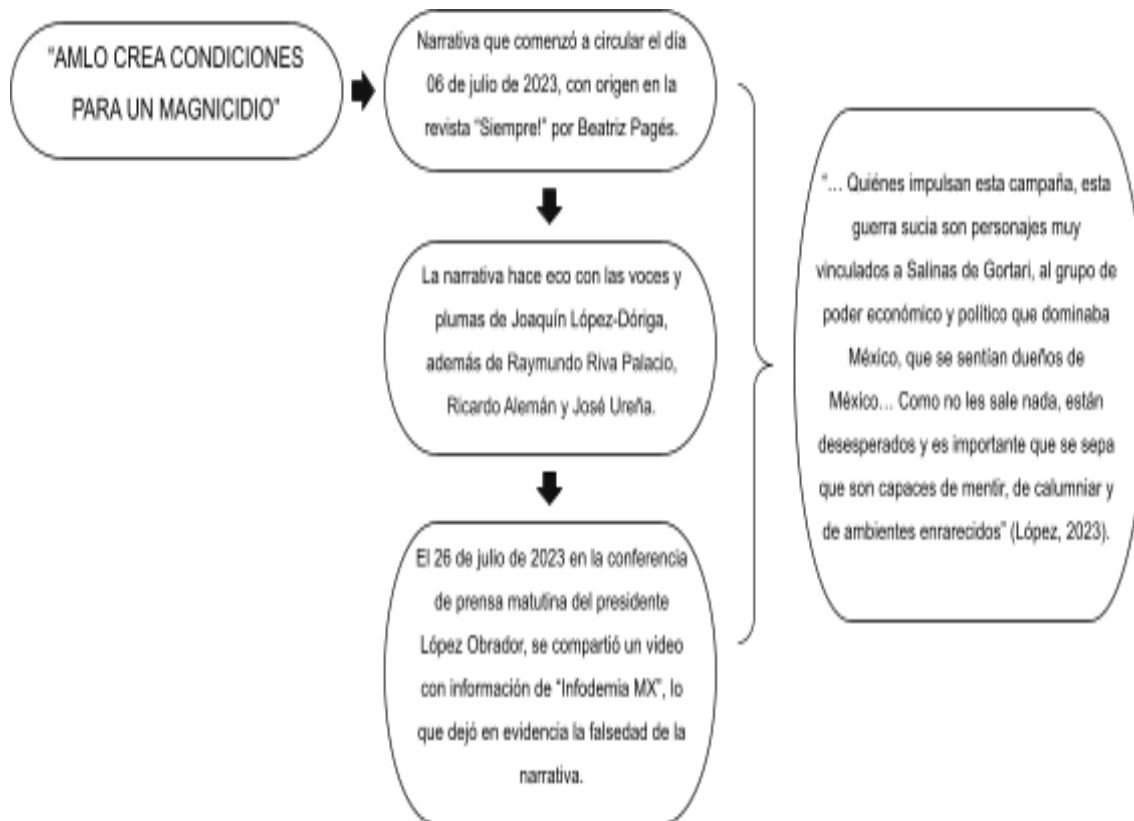 "AMLO CREA CONDICIONES
PARA UN MAGNICIDIO"
Narrativa que comenzó a circular el día
06 de julio de 2023, con origen en la
revista "Siempre!" por Beatriz Pagés.
La narrativa hace eco con las voces y
plumas de Joaquín López-Dóriga,
además de Raymundo Riva Palacio,
Ricardo Alemán y José Ureña.
El 26 de julio de 2023 en la conferencia
de prensa matutina del presidente
López Obrador, se compartió un video
con información de "Infodemia MX", lo
que dejó en evidencia la falsedad de la
narrativa.
"... Quiénes impulsan esta campaña, esta
guerra sucia son personajes muy
vinculados a Salinas de Gortari, al grupo de
poder económico y político que dominaba
México, que se sentían dueños de
México... Como no les sale nada, están
desesperados y es importante que se sepa
que son capaces de mentir, de calumniar y
de ambientes enrarecidos" (López, 2023).